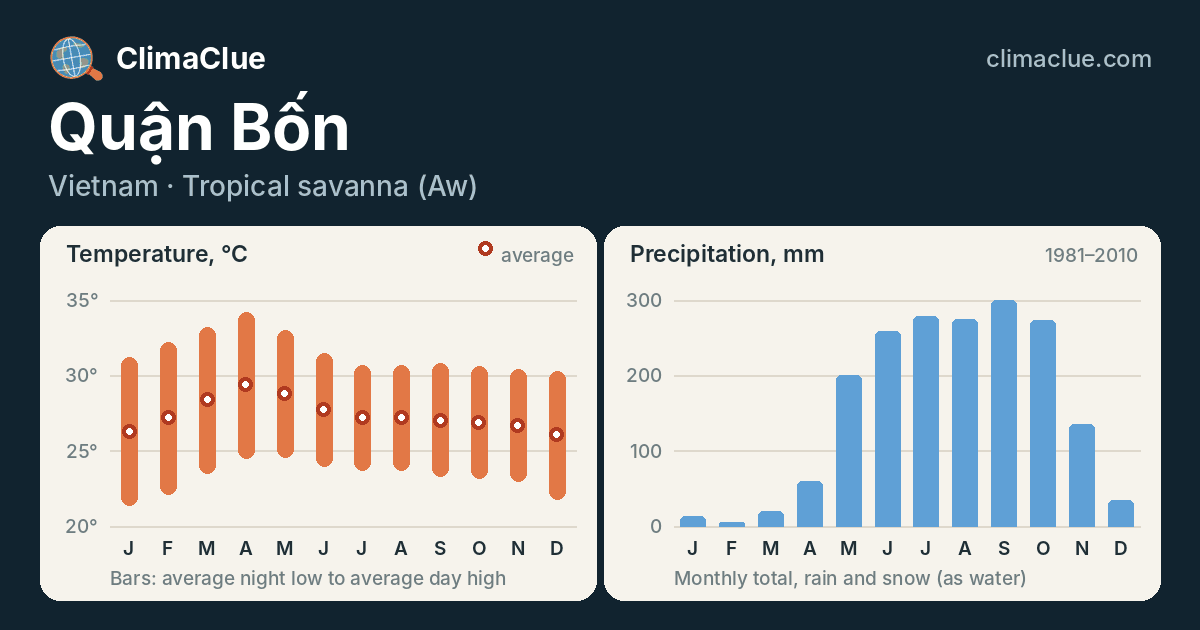 ClimaClue
climaclue.com
Quận Bốn
Vietnam · Tropical savanna (Aw)
Temperature, °C
average
35°
30°
25°
20°
J F M A M J J A S O N D
Bars: average night low to average day high
Precipitation, mm
1981–2010
300
200
100
0
J F M A M J J A S O N D
Monthly total, rain and snow (as water)